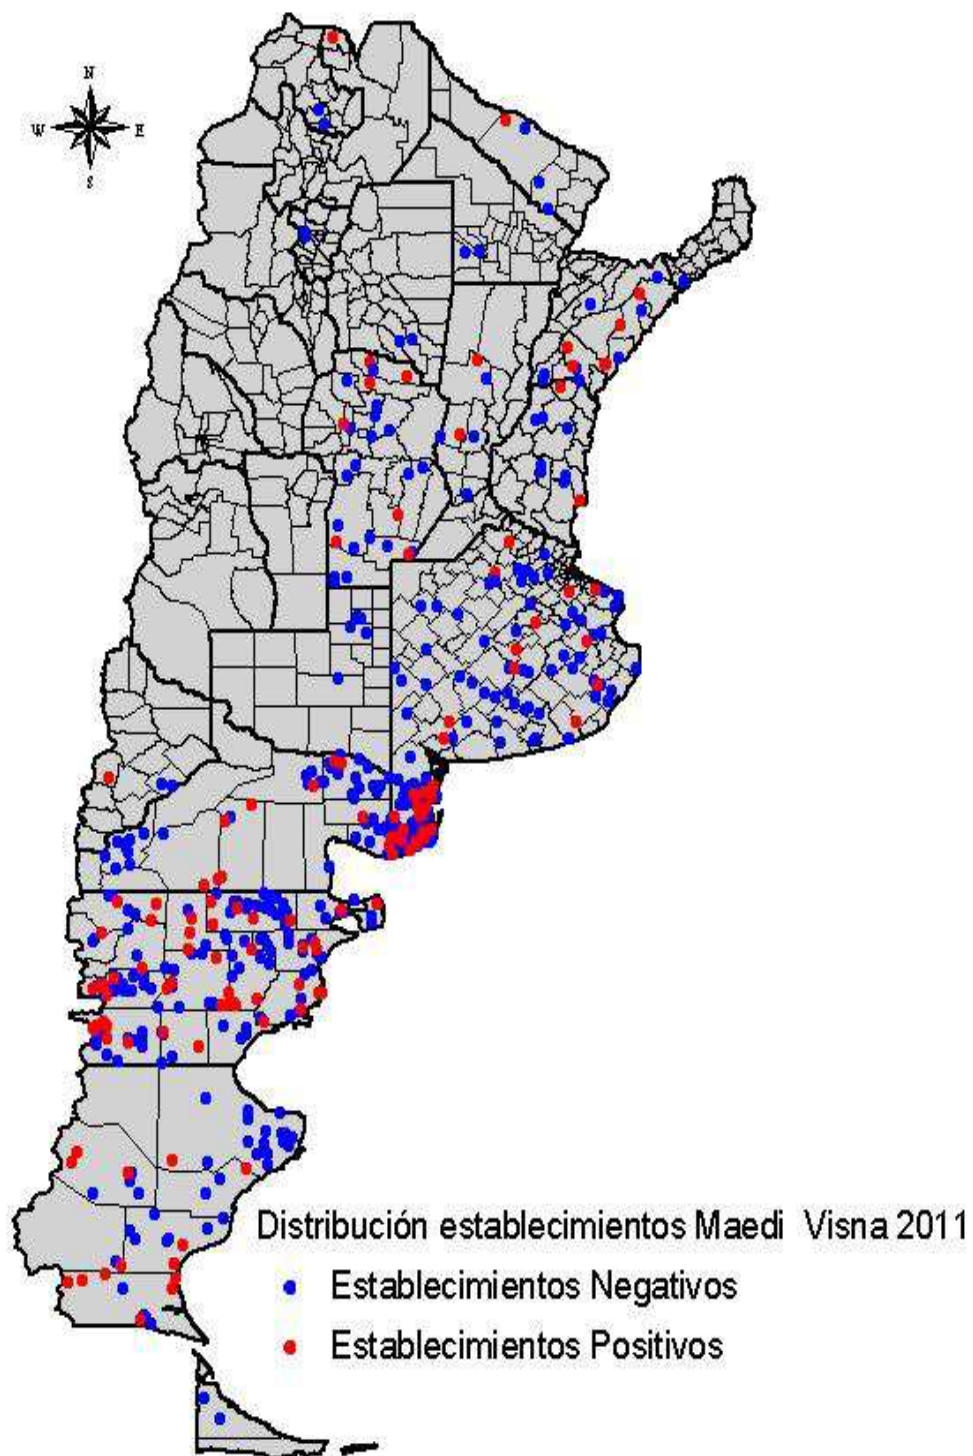 N
W E
S
Distribución establecimientos Maedi Visna 2011
Establecimientos Negativos
Establecimientos Positivos